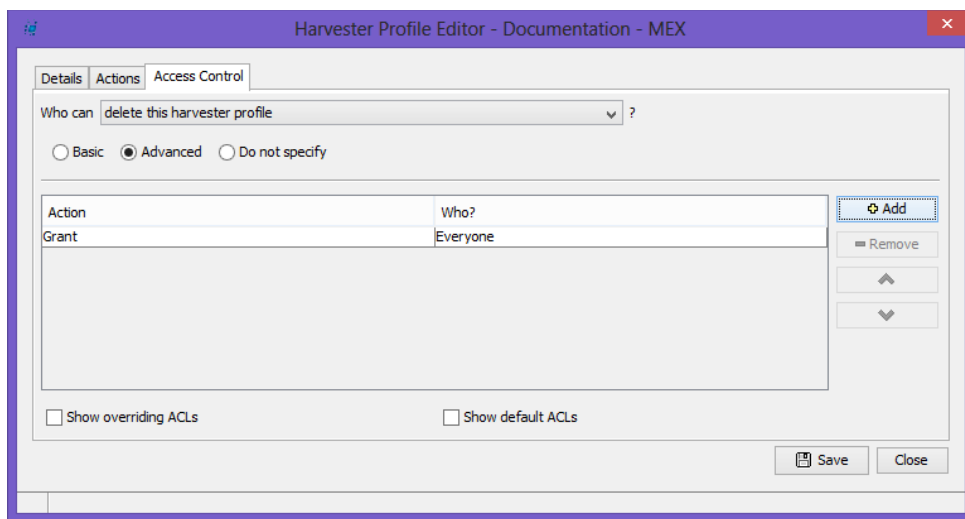 Harvester Profile Editor - Documentation - MEX
Details Actions Access Control
Who can delete this harvester profile ?
Basic Advanced Do not specify
Action Who? Add
Grant Everyone
Remove
Show overriding ACLs Show default ACLs
Save Close